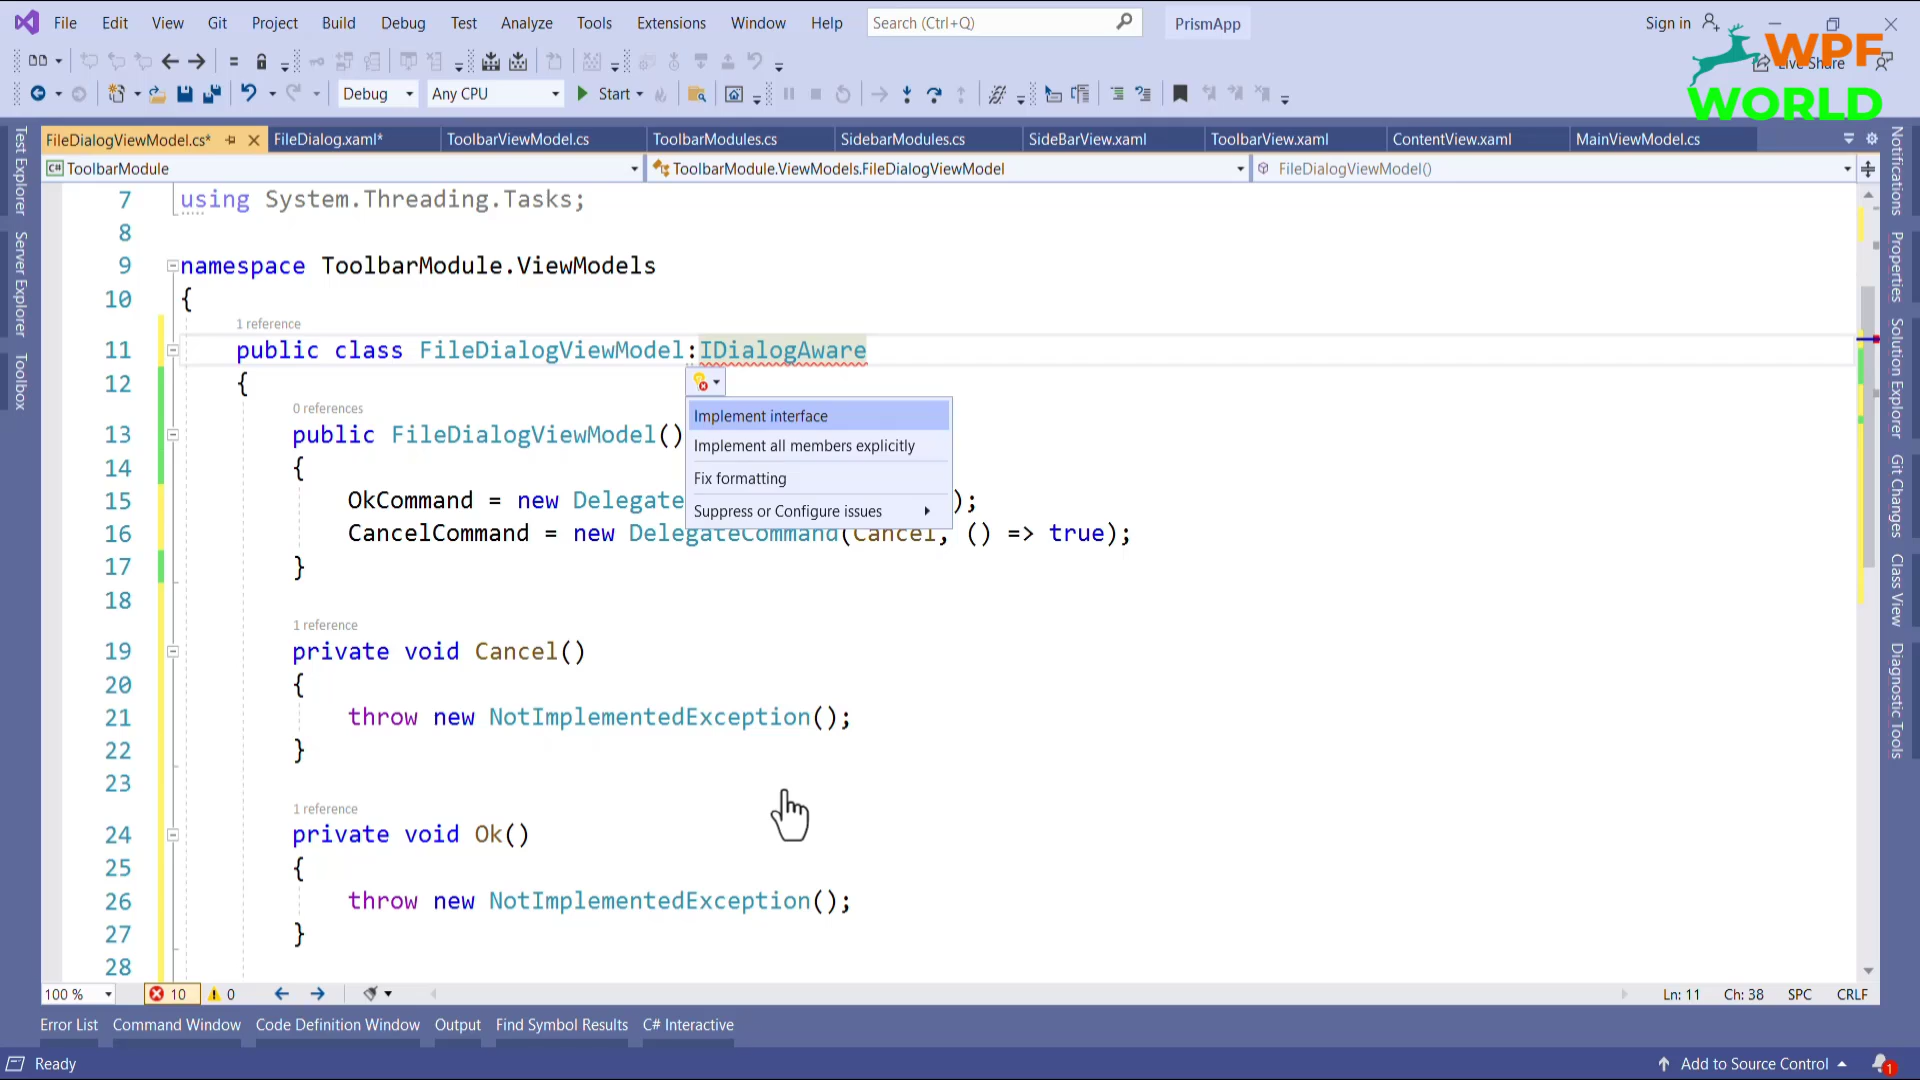 File Edit View Git Project Build Debug Test Analyze Tools Extensions Window Help Search (Ctrl+Q) PrismApp Sign in
WPF
Live Share
WORLD
Debug Any CPU Start
FileDialogViewModel.cs* FileDialog.xaml* ToolbarViewModel.cs ToolbarModules.cs SidebarModules.cs SideBarView.xaml ToolbarView.xaml ContentView.xaml MainViewModel.cs
C# ToolbarModule ToolbarModule.ViewModels.FileDialogViewModel FileDialogViewModel()
Test Explorer
Server Explorer
Toolbox
7 using System.Threading.Tasks;
8
9 namespace ToolbarModule.ViewModels
10 {
1 reference
11 public class FileDialogViewModel:IDialogAware
12 {
0 references
13 public FileDialogViewModel()
14 {
15 OkCommand = new Delegate );
16 CancelCommand = new DelegateCommand(Cancel, () => true);
17 }
18
1 reference
19 private void Cancel()
20 {
21 throw new NotImplementedException();
22 }
23
1 reference
24 private void Ok()
25 {
26 throw new NotImplementedException();
27 }
28
Implement interface
Implement all members explicitly
Fix formatting
Suppress or Configure issues
Notifications
Properties
Solution Explorer
Git Changes
Class View
Diagnostic Tools
100 % 10 0 Ln: 11 Ch: 38 SPC CRLF
Error List Command Window Code Definition Window Output Find Symbol Results C# Interactive
Ready Add to Source Control 1